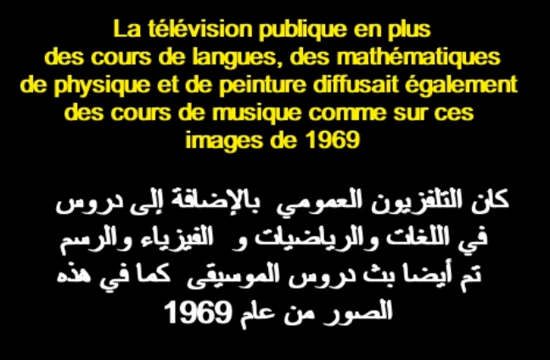 La télévision publique en plus
des cours de langues, des mathématiques
de physique et de peinture diffusait également
des cours de musique comme sur ces
images de 1969
كان التلفزيون العمومي بالإضافة إلى دروس
في اللغات والرياضيات و الفيزياء والرسم
تم أيضا بث دروس الموسيقى كما في هذه
الصور من عام 1969